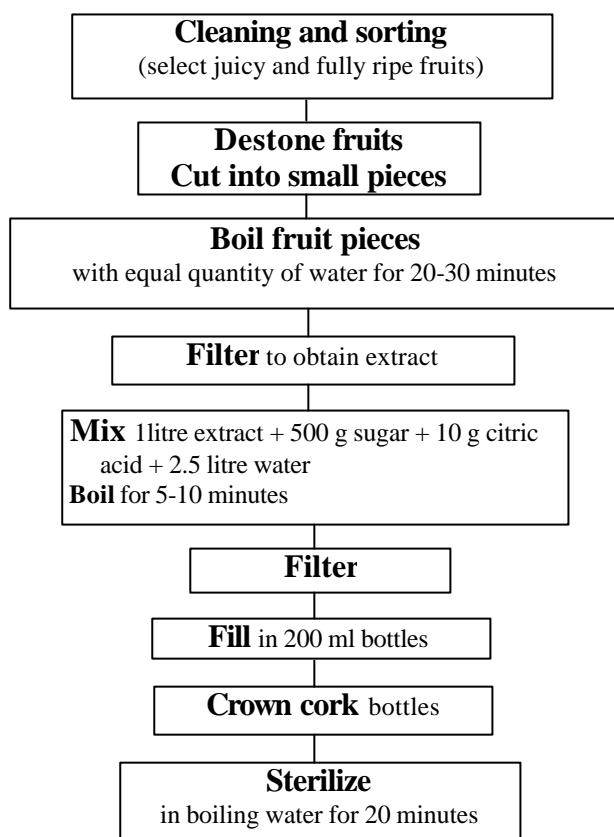 Cleaning and sorting
(select juicy and fully ripe fruits)
Destone fruits
Cut into small pieces
Boil fruit pieces
with equal quantity of water for 20-30 minutes
Filter to obtain extract
Mix 1litre extract + 500 g sugar + 10 g citric
acid + 2.5 litre water
Boil for 5-10 minutes
Filter
Fill in 200 ml bottles
Crown cork bottles
Sterilize
in boiling water for 20 minutes